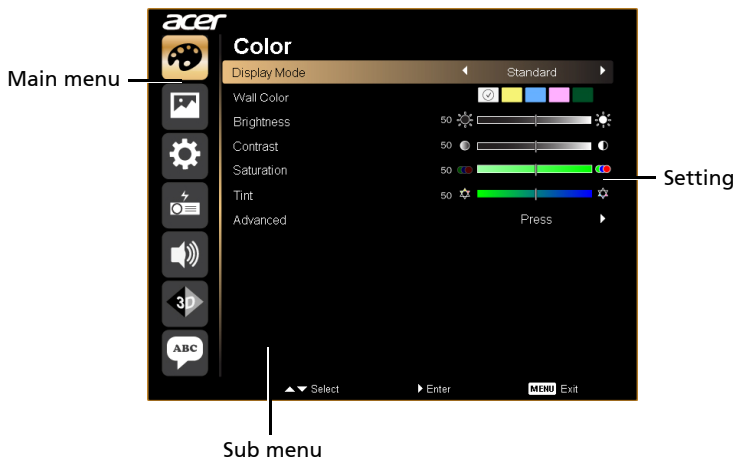 acer
Color
Main menu
Display Mode Standard
Wall Color
Brightness 50
Contrast 50
Saturation 50
Setting
Tint 50
Advanced Press
3D
ABC
Select Enter MENU Exit
Sub menu